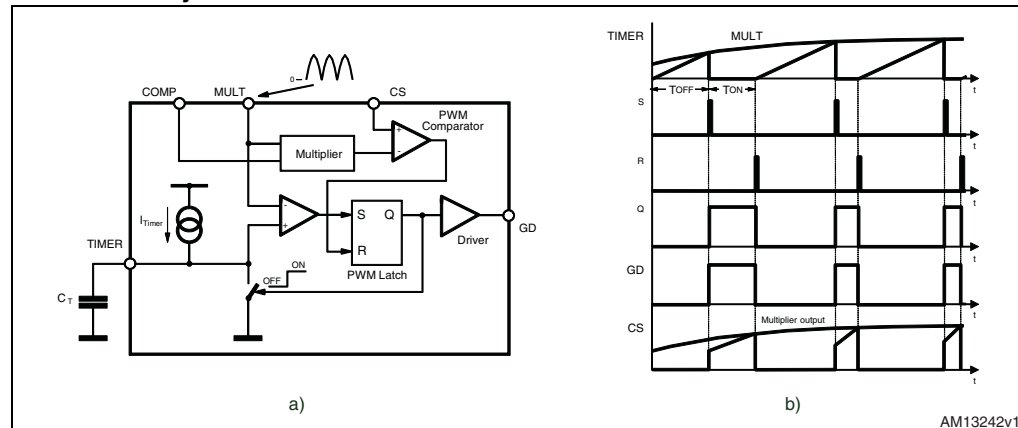 COMP
MULT
0
CS
PWM
Comparator
Multiplier
ITimer
TIMER
CT
-
+
+
-
S
Q
R
PWM Latch
Driver
GD
ON
OFF
a)
TIMER
MULT
TOFF
TON
t
S
t
R
t
Q
t
GD
t
CS
Multiplier output
t
b)
AM13242v1